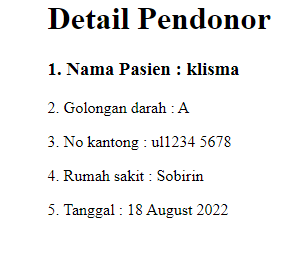 Detail Pendonor
1. Nama Pasien : klisma
2. Golongan darah : A
3. No kantong : ul1234 5678
4. Rumah sakit : Sobirin
5. Tanggal : 18 August 2022